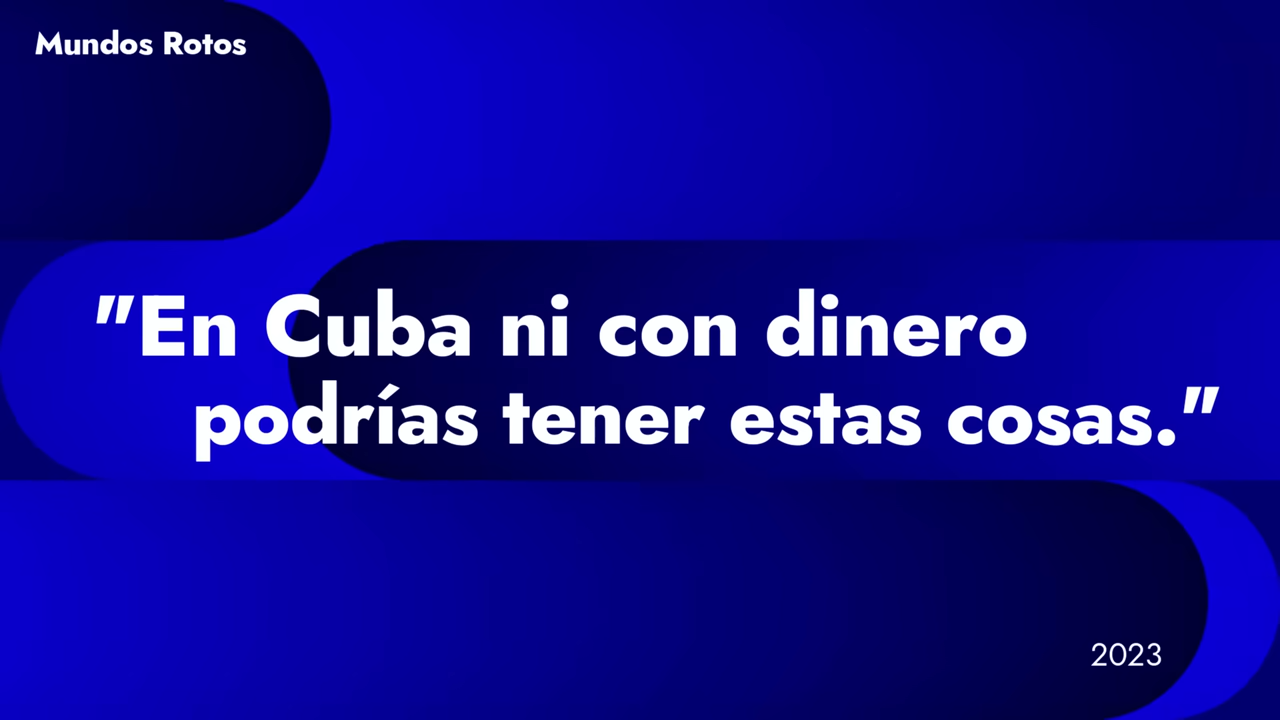 Mundos Rotos
"En Cuba ni con dinero
podrías tener estas cosas."
2023